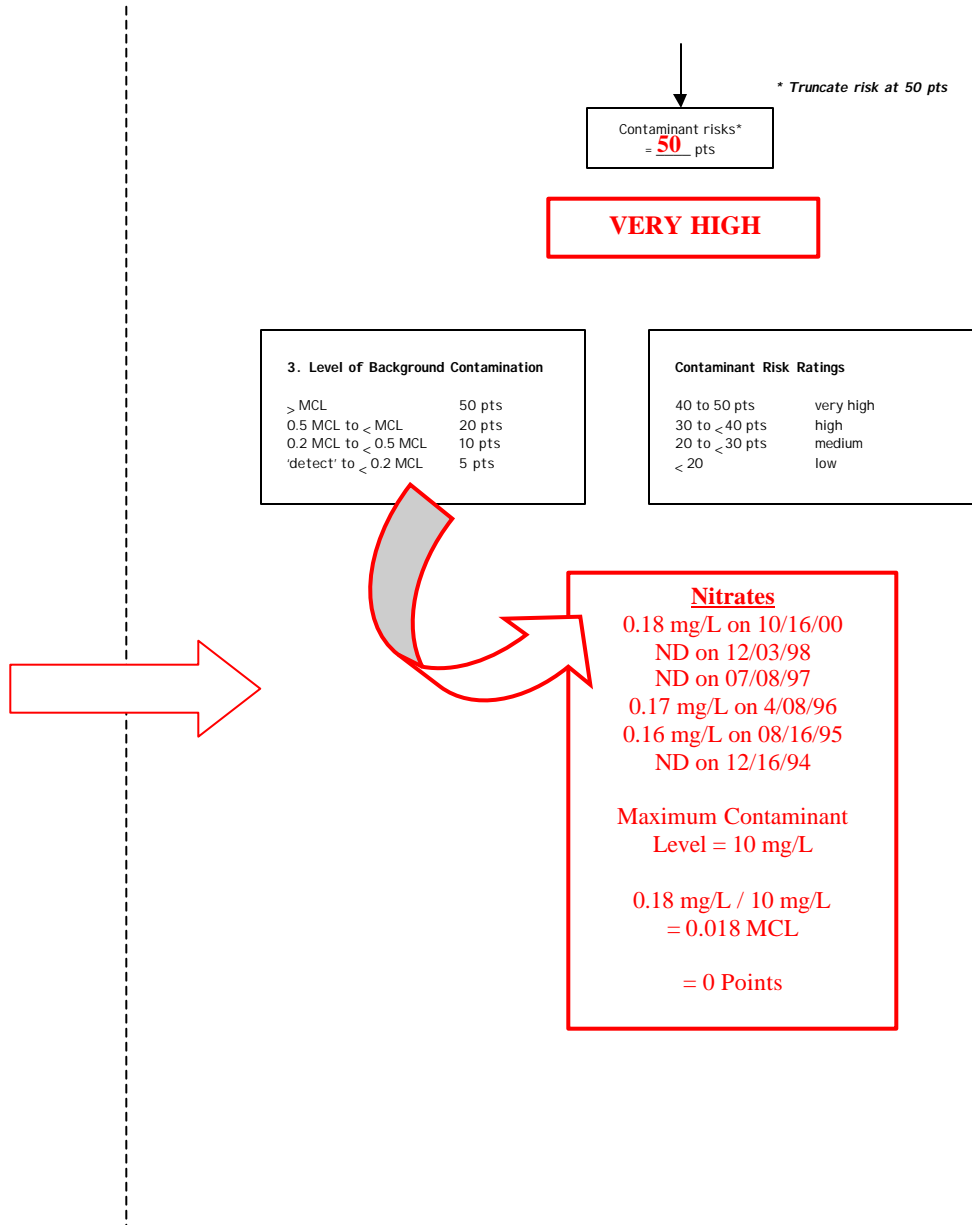 * Truncate risk at 50 pts
Contaminant risks*
= 50 pts
VERY HIGH
3. Level of Background Contamination
> MCL 50 pts
0.5 MCL to < MCL 20 pts
0.2 MCL to < 0.5 MCL 10 pts
'detect' to < 0.2 MCL 5 pts
Contaminant Risk Ratings
40 to 50 pts very high
30 to < 40 pts high
20 to < 30 pts medium
< 20 low
Nitrates
0.18 mg/L on 10/16/00
ND on 12/03/98
ND on 07/08/97
0.17 mg/L on 4/08/96
0.16 mg/L on 08/16/95
ND on 12/16/94
Maximum Contaminant
Level = 10 mg/L
0.18 mg/L / 10 mg/L
= 0.018 MCL
= 0 Points